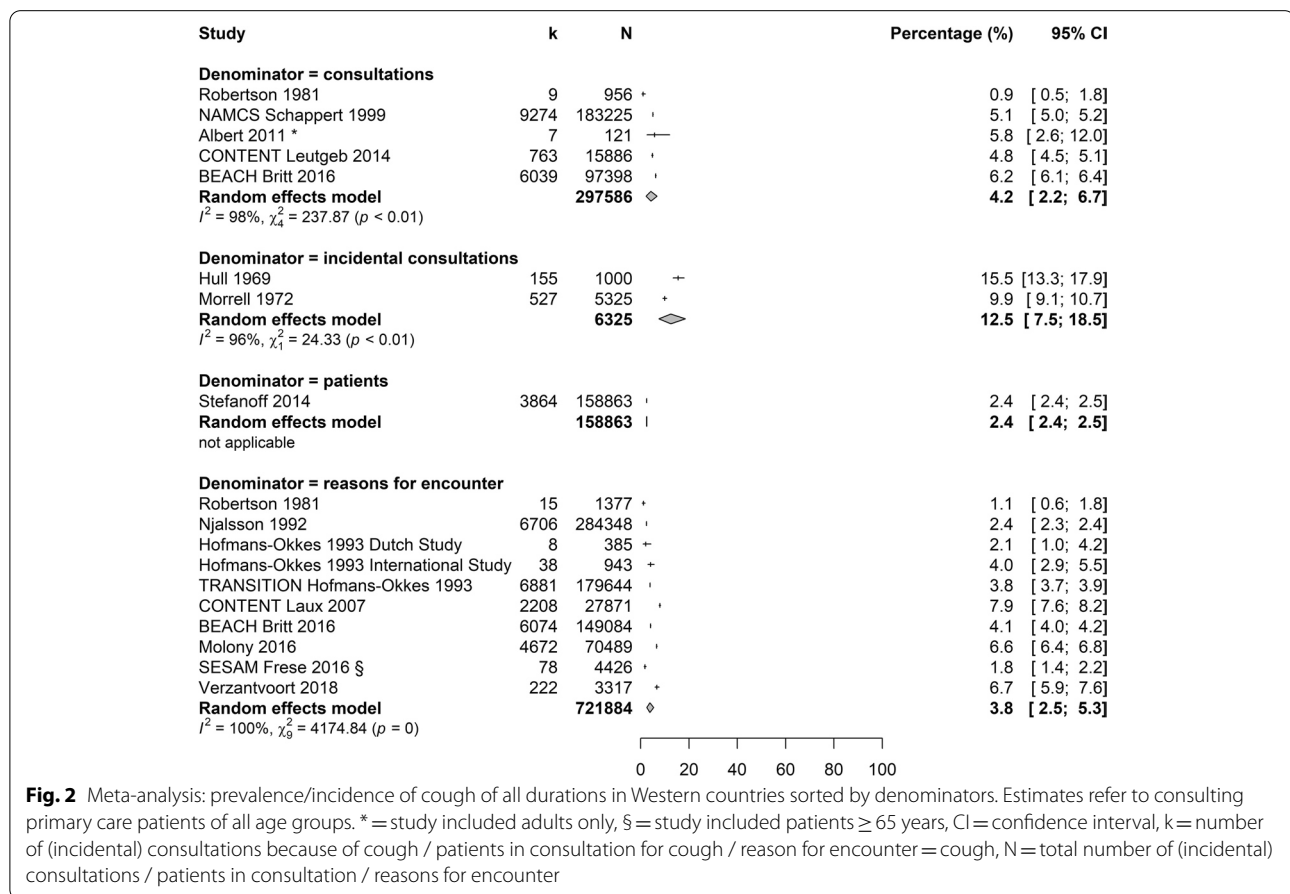 Study k N Percentage (%) 95% CI
Denominator = consultations
Robertson 1981 9 956 0.9 [ 0.5; 1.8]
NAMCS Schappert 1999 9274 183225 5.1 [ 5.0; 5.2]
Albert 2011 * 7 121 5.8 [ 2.6; 12.0]
CONTENT Leutgeb 2014 763 15886 4.8 [ 4.5; 5.1]
BEACH Britt 2016 6039 97398 6.2 [ 6.1; 6.4]
Random effects model 297586 4.2 [ 2.2; 6.7]
I² = 98%, χ²₄ = 237.87 (p < 0.01)
Denominator = incidental consultations
Hull 1969 155 1000 15.5 [13.3; 17.9]
Morrell 1972 527 5325 9.9 [ 9.1; 10.7]
Random effects model 6325 12.5 [ 7.5; 18.5]
I² = 96%, χ²₁ = 24.33 (p < 0.01)
Denominator = patients
Stefanoff 2014 3864 158863 2.4 [ 2.4; 2.5]
Random effects model 158863 2.4 [ 2.4; 2.5]
not applicable
Denominator = reasons for encounter
Robertson 1981 15 1377 1.1 [ 0.6; 1.8]
Njalsson 1992 6706 284348 2.4 [ 2.3; 2.4]
Hofmans-Okkes 1993 Dutch Study 8 385 2.1 [ 1.0; 4.2]
Hofmans-Okkes 1993 International Study 38 943 4.0 [ 2.9; 5.5]
TRANSITION Hofmans-Okkes 1993 6881 179644 3.8 [ 3.7; 3.9]
CONTENT Laux 2007 2208 27871 7.9 [ 7.6; 8.2]
BEACH Britt 2016 6074 149084 4.1 [ 4.0; 4.2]
Molony 2016 4672 70489 6.6 [ 6.4; 6.8]
SESAM Frese 2016 § 78 4426 1.8 [ 1.4; 2.2]
Verzantvoort 2018 222 3317 6.7 [ 5.9; 7.6]
Random effects model 721884 3.8 [ 2.5; 5.3]
I² = 100%, χ²₉ = 4174.84 (p = 0)
0 20 40 60 80 100
Fig. 2 Meta-analysis: prevalence/incidence of cough of all durations in Western countries sorted by denominators. Estimates refer to consulting
primary care patients of all age groups. * = study included adults only, § = study included patients ≥ 65 years, CI = confidence interval, k = number
of (incidental) consultations because of cough / patients in consultation for cough / reason for encounter = cough, N = total number of (incidental)
consultations / patients in consultation / reasons for encounter